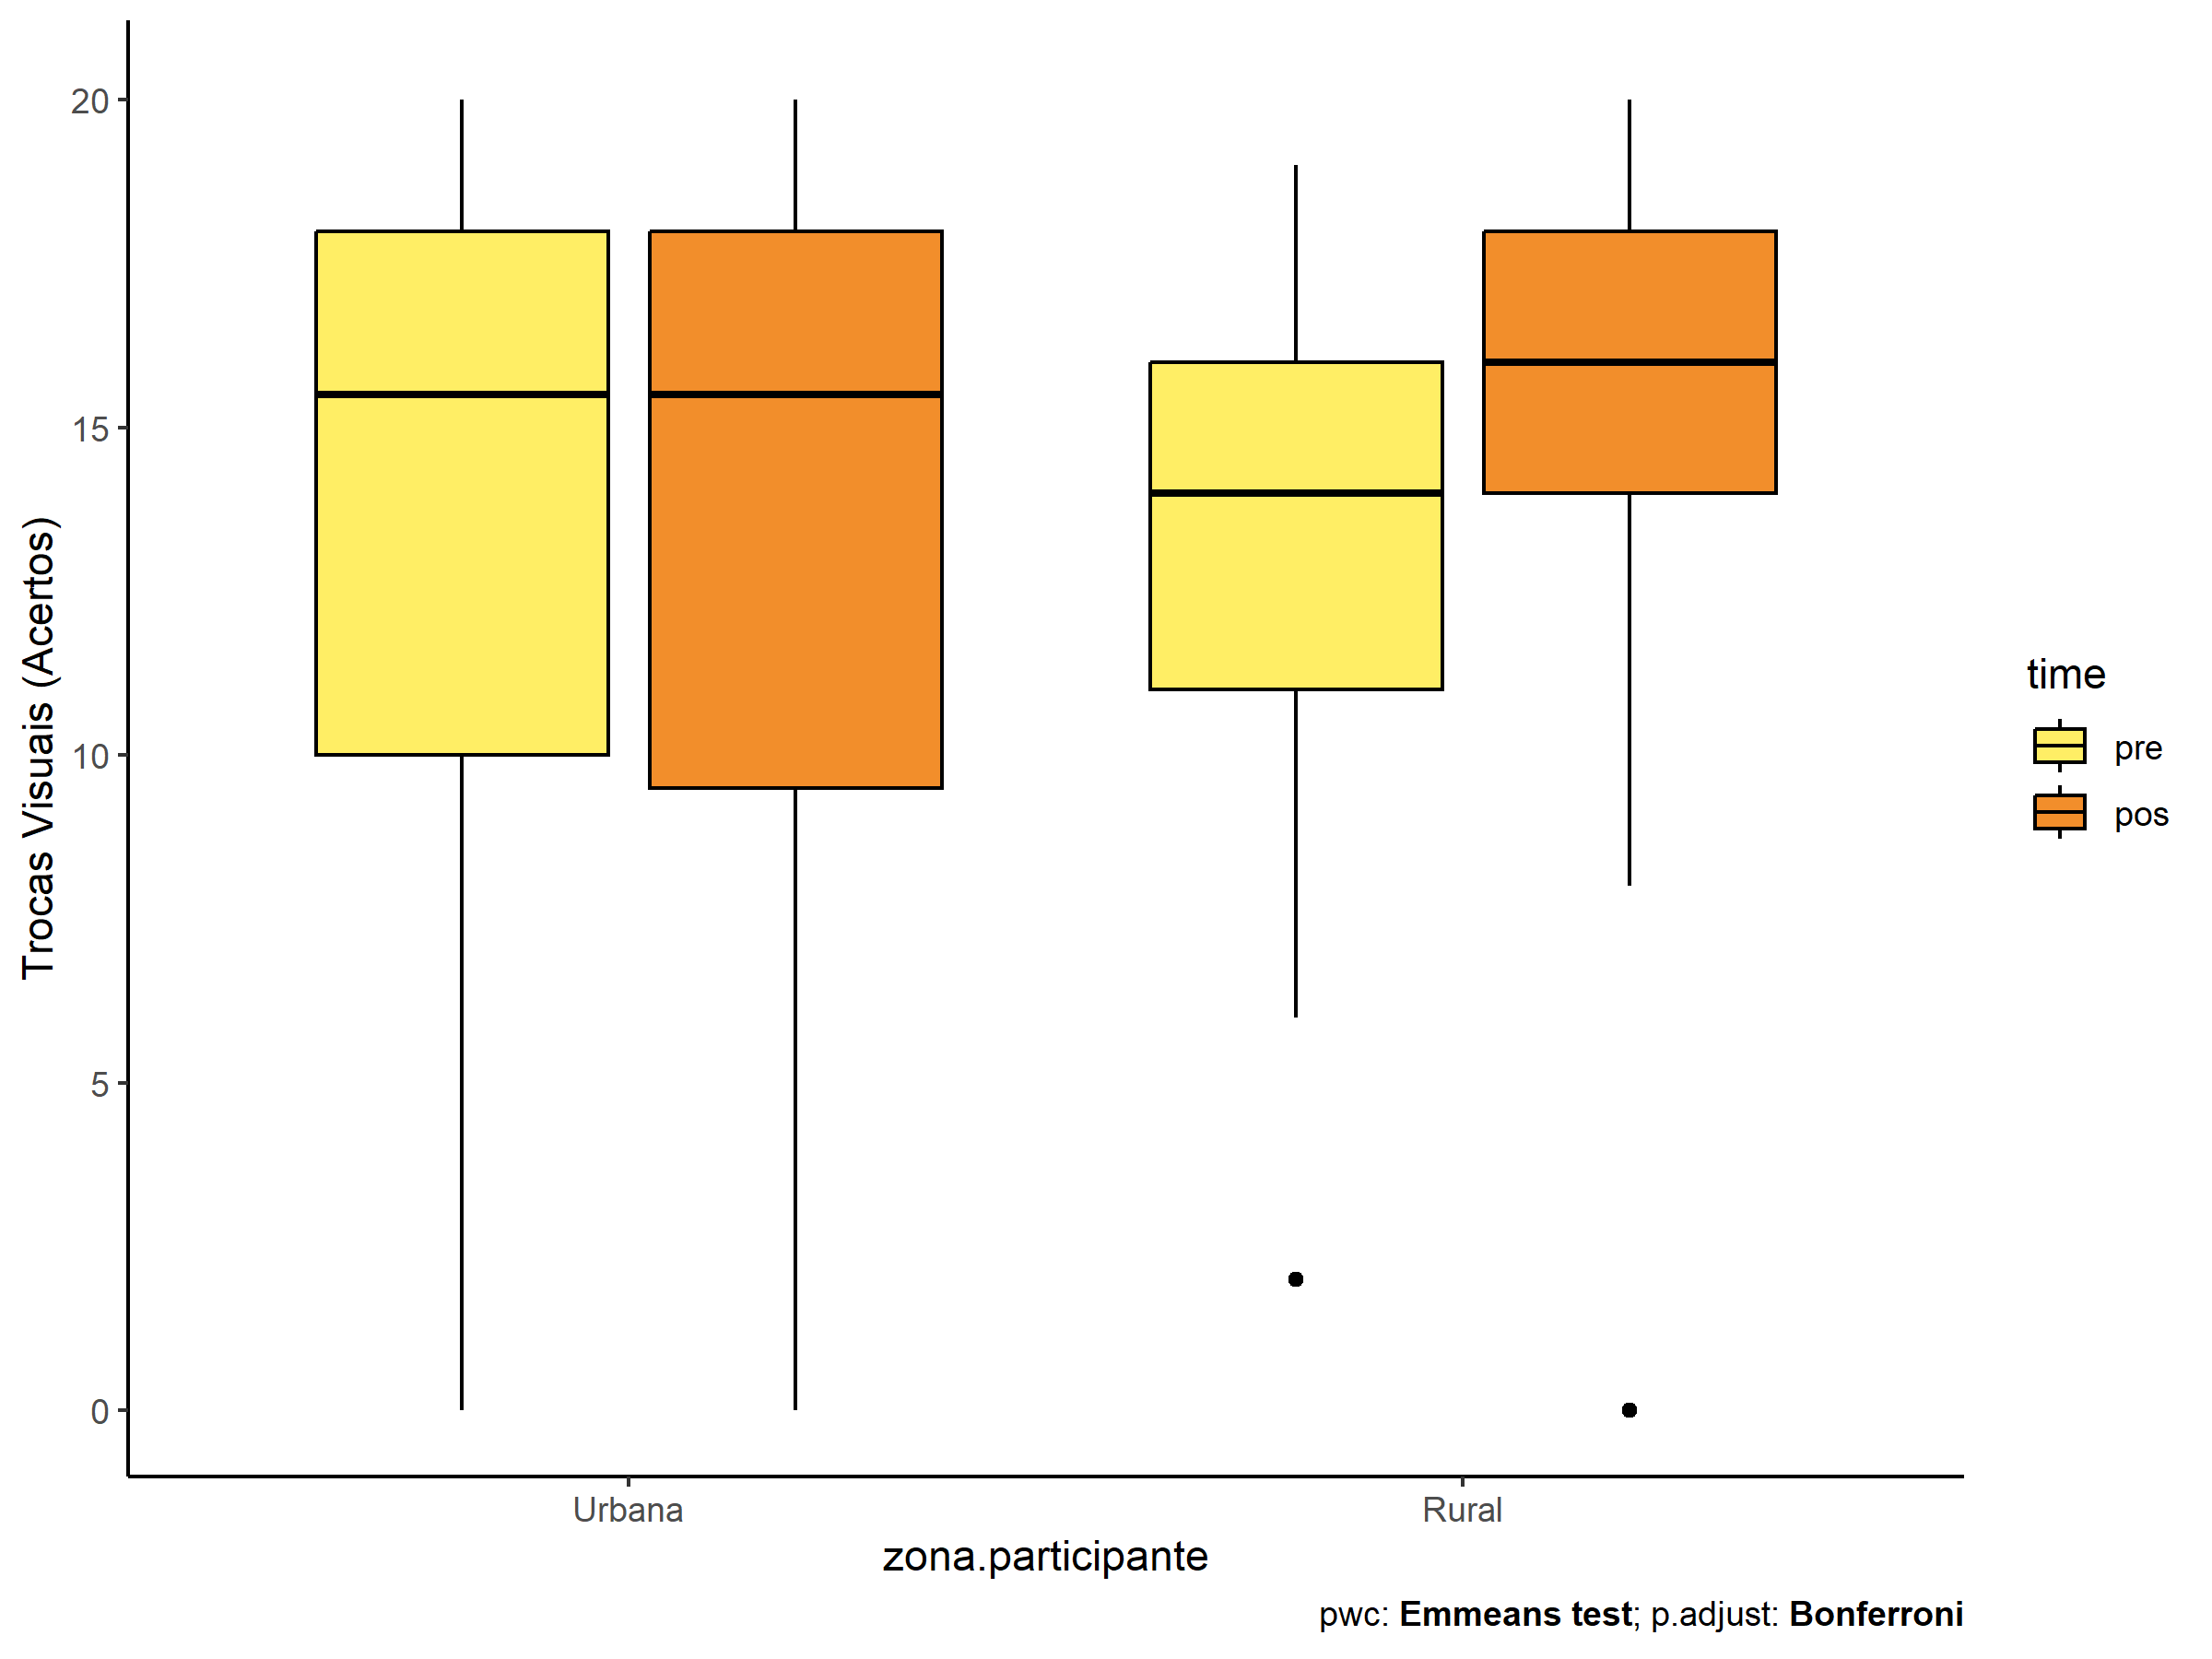 Trocas Visuais (Acertos)
20
15
10
5
0
Urbana
Rural
zona.participante
time
pre
pos
pwc: Emmeans test; p.adjust: Bonferroni